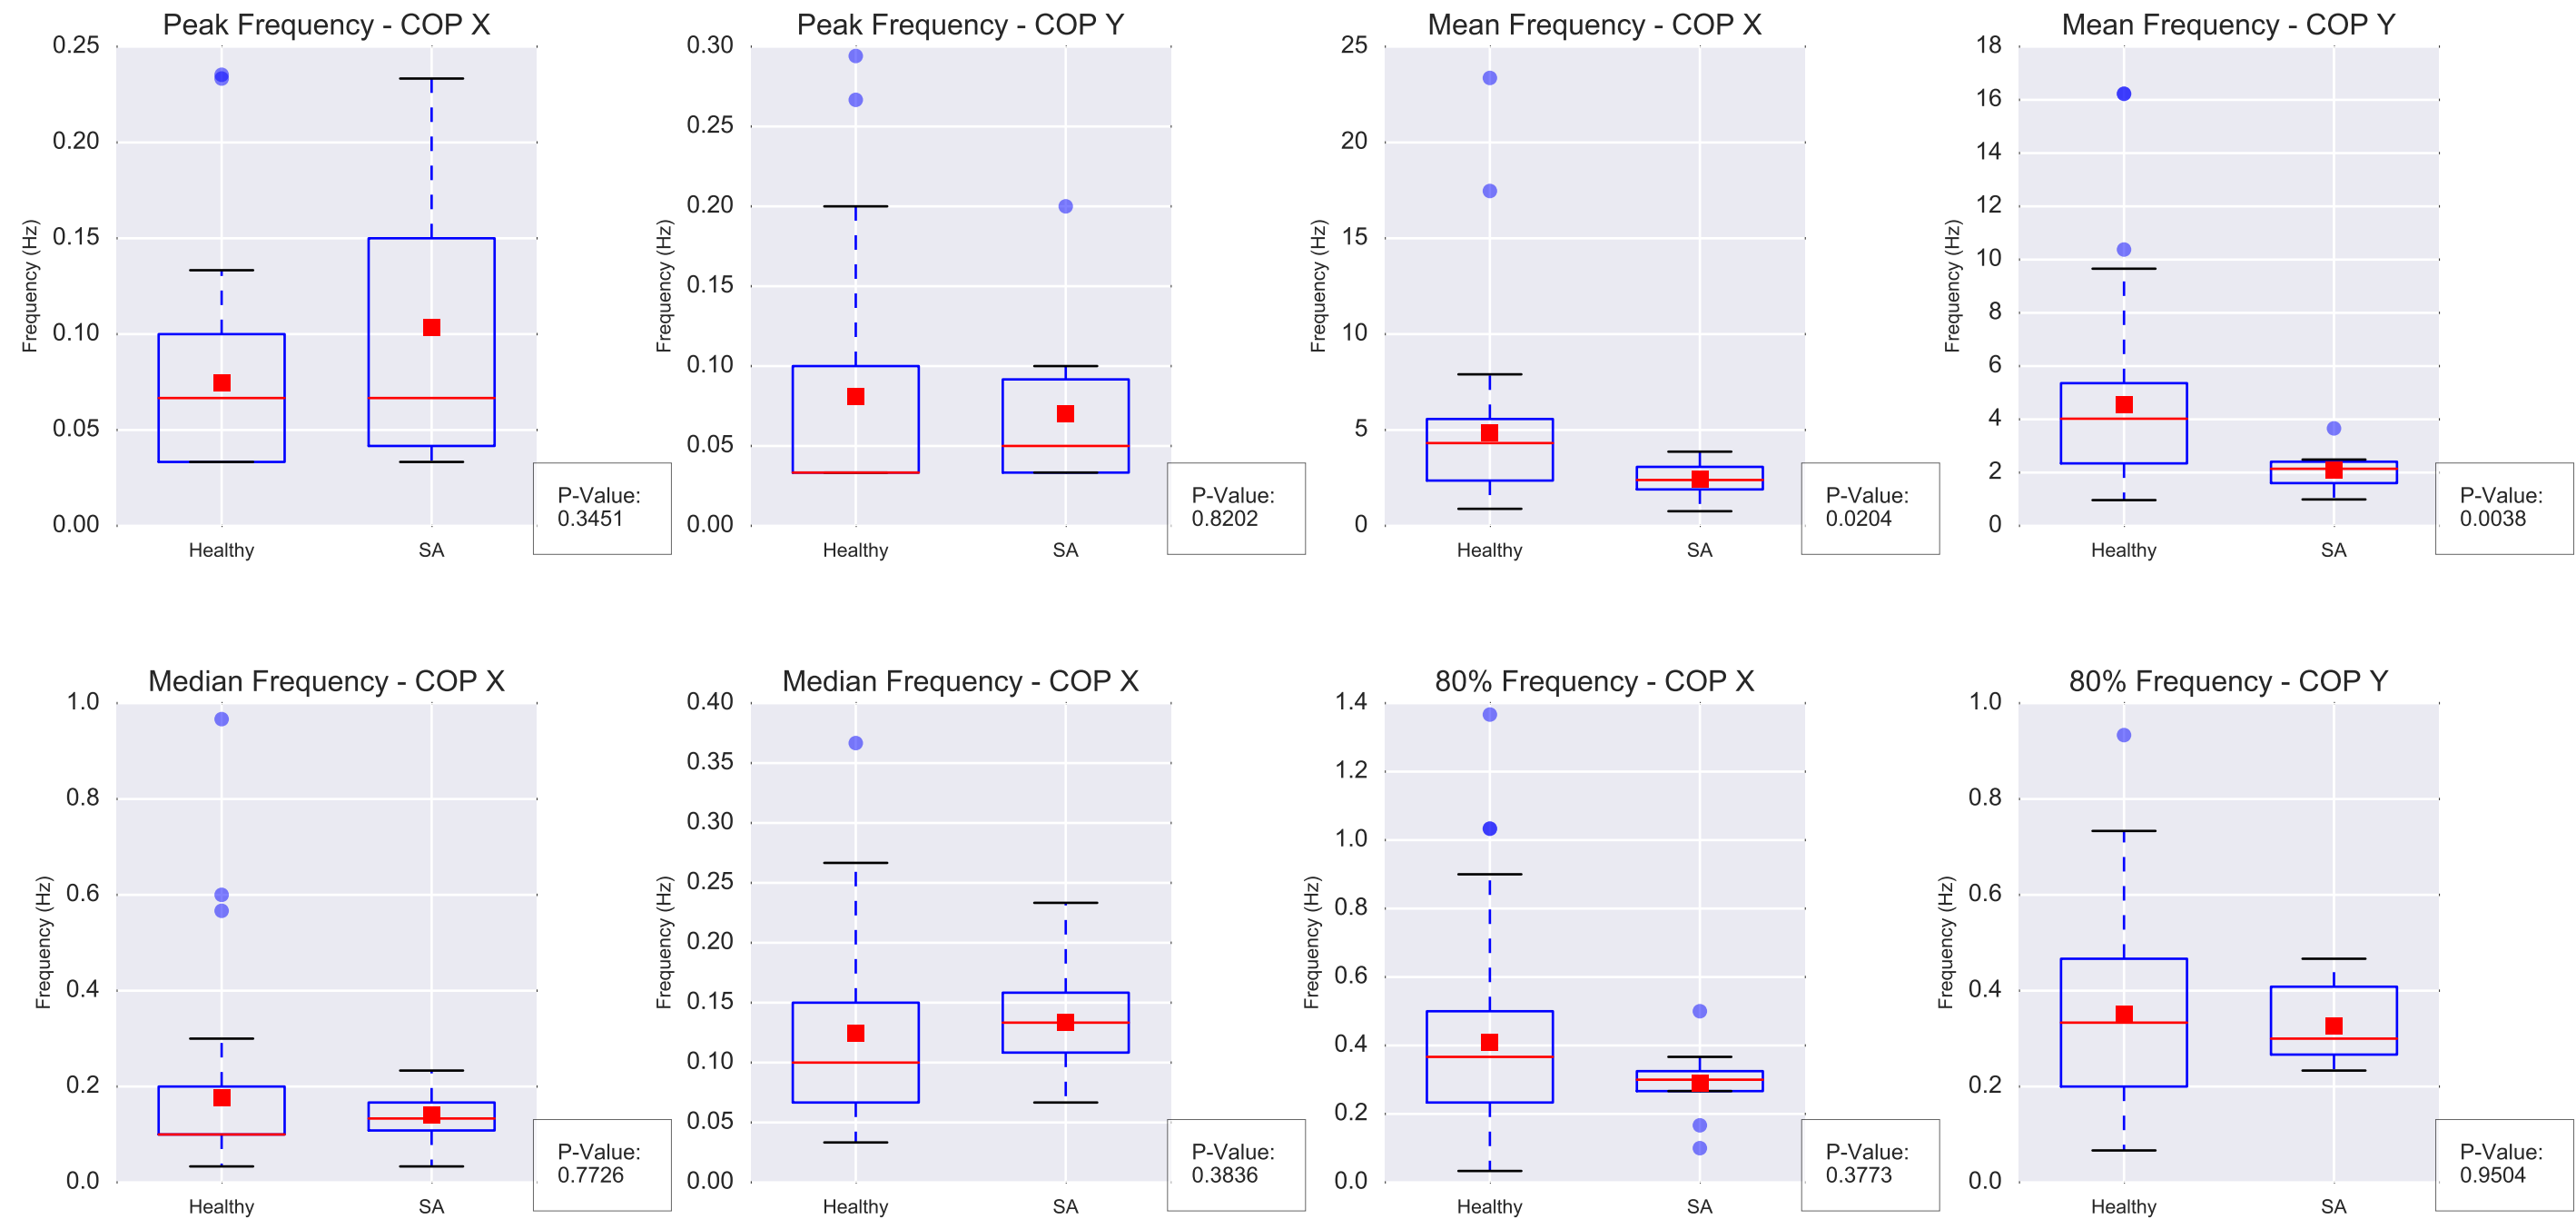 Peak Frequency - COP X
Frequency (Hz)
0.25
0.20
0.15
0.10
0.05
0.00
Healthy
SA
P-Value:
0.3451
Peak Frequency - COP Y
Frequency (Hz)
0.30
0.25
0.20
0.15
0.10
0.05
0.00
Healthy
SA
P-Value:
0.8202
Mean Frequency - COP X
Frequency (Hz)
25
20
15
10
5
0
Healthy
SA
P-Value:
0.0204
Mean Frequency - COP Y
Frequency (Hz)
18
16
14
12
10
8
6
4
2
0
Healthy
SA
P-Value:
0.0038
Median Frequency - COP X
Frequency (Hz)
1.0
0.8
0.6
0.4
0.2
0.0
Healthy
SA
P-Value:
0.7726
Median Frequency - COP X
Frequency (Hz)
0.40
0.35
0.30
0.25
0.20
0.15
0.10
0.05
0.00
Healthy
SA
P-Value:
0.3836
80% Frequency - COP X
Frequency (Hz)
1.4
1.2
1.0
0.8
0.6
0.4
0.2
0.0
Healthy
SA
P-Value:
0.3773
80% Frequency - COP Y
Frequency (Hz)
1.0
0.8
0.6
0.4
0.2
0.0
Healthy
SA
P-Value:
0.9504